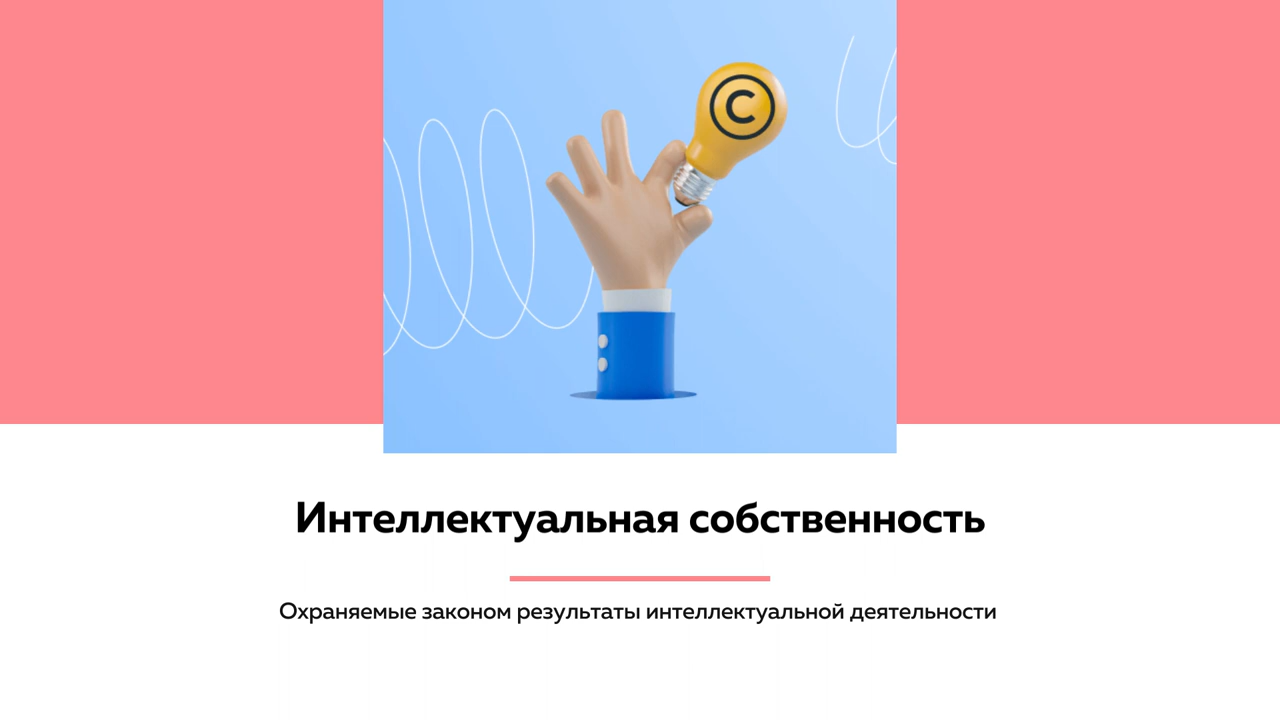 ©
Интеллектуальная собственность
Охраняемые законом результаты интеллектуальной деятельности